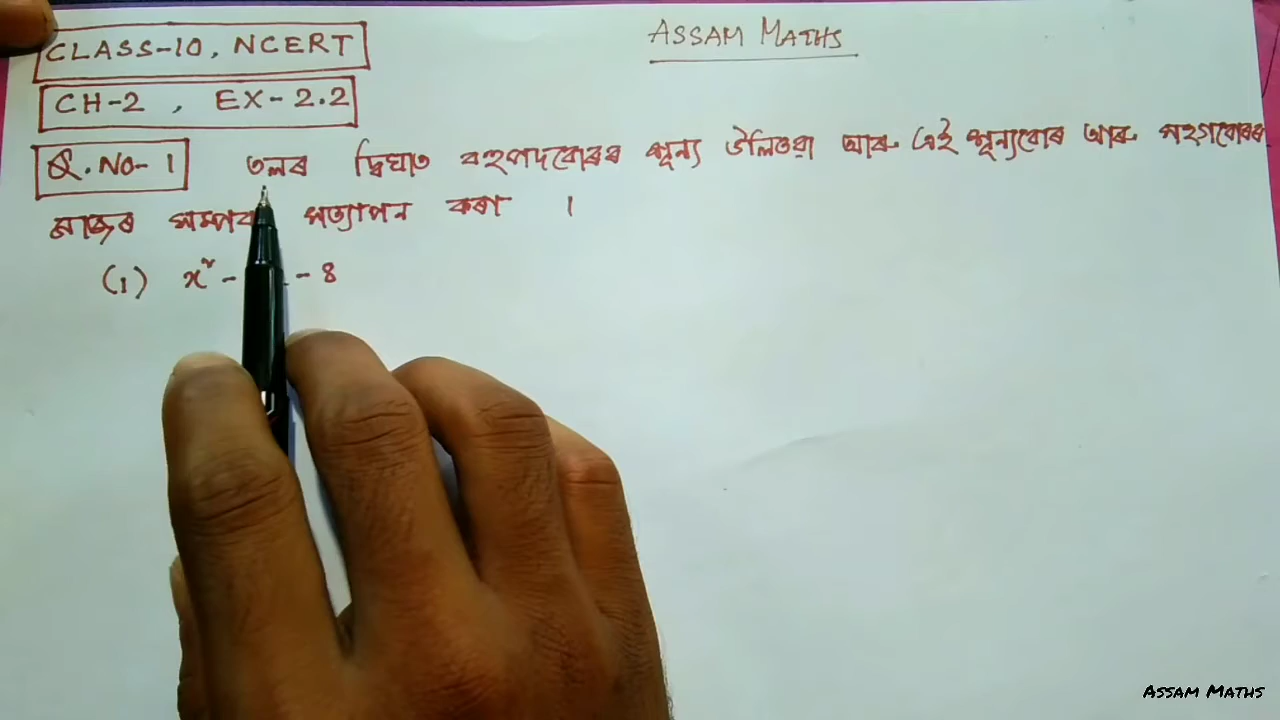 ASSAM MATHS
CLASS-10, NCERT
CH-2 , EX-2.2
Q.NO-1 তলৰ দ্বিঘাত বহুপদবোৰৰ শূন্য উলিওৱা আৰু এই শূন্যবোৰ আৰু সহগবোৰৰ
মাজৰ সত্যাপন কৰা ।
(i) x² - - 8
ASSAM MATHS